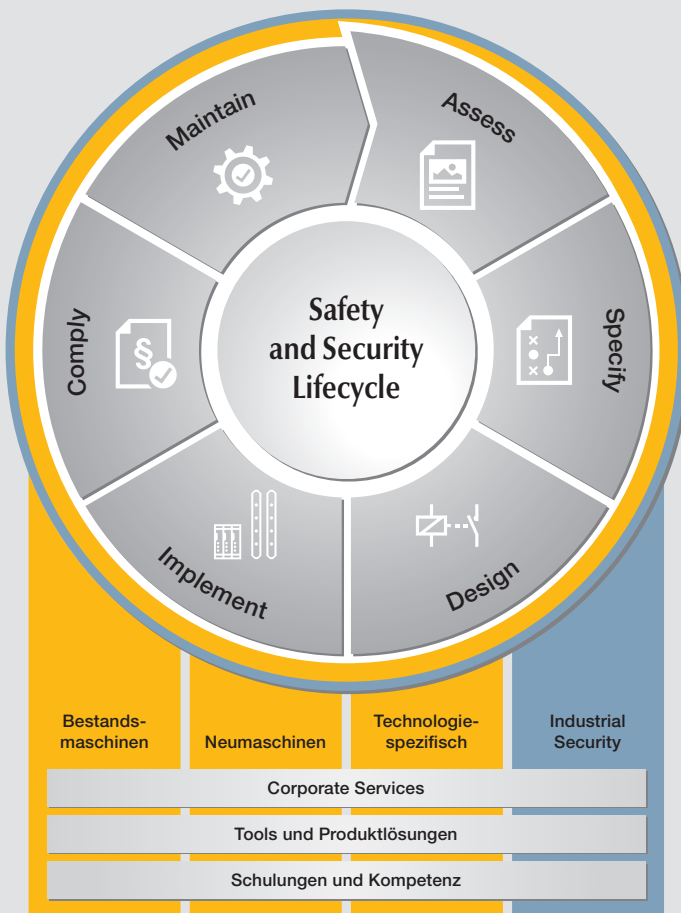 Maintain
Assess
Comply
§
Safety
and Security
Lifecycle
Specify
Implement
Design
Bestands-
maschinen
Neumaschinen
Technologie-
spezifisch
Industrial
Security
Corporate Services
Tools und Produktlösungen
Schulungen und Kompetenz